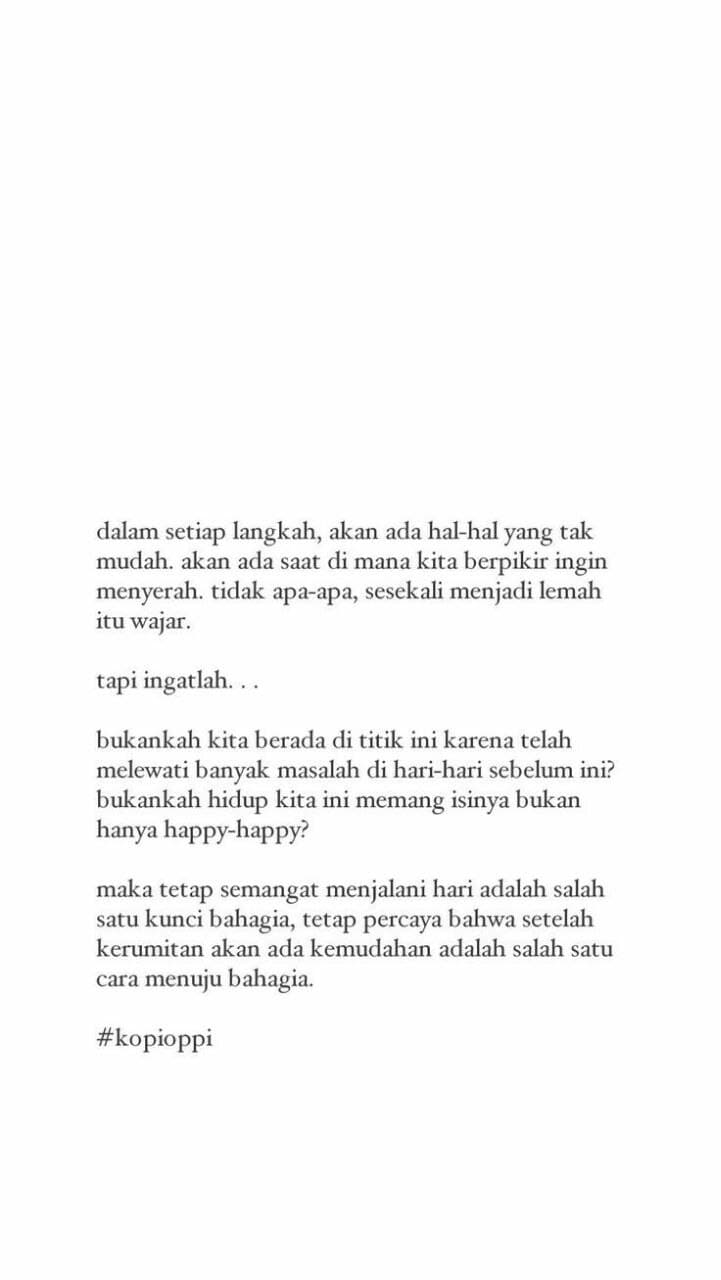 dalam setiap langkah, akan ada hal-hal yang tak
mudah. akan ada saat di mana kita berpikir ingin
menyerah. tidak apa-apa, sesekali menjadi lemah
itu wajar.
tapi ingatlah. . .
bukankah kita berada di titik ini karena telah
melewati banyak masalah di hari-hari sebelum ini?
bukankah hidup kita ini memang isinya bukan
hanya happy-happy?
maka tetap semangat menjalani hari adalah salah
satu kunci bahagia, tetap percaya bahwa setelah
kerumitan akan ada kemudahan adalah salah satu
cara menuju bahagia.
#kopioppi